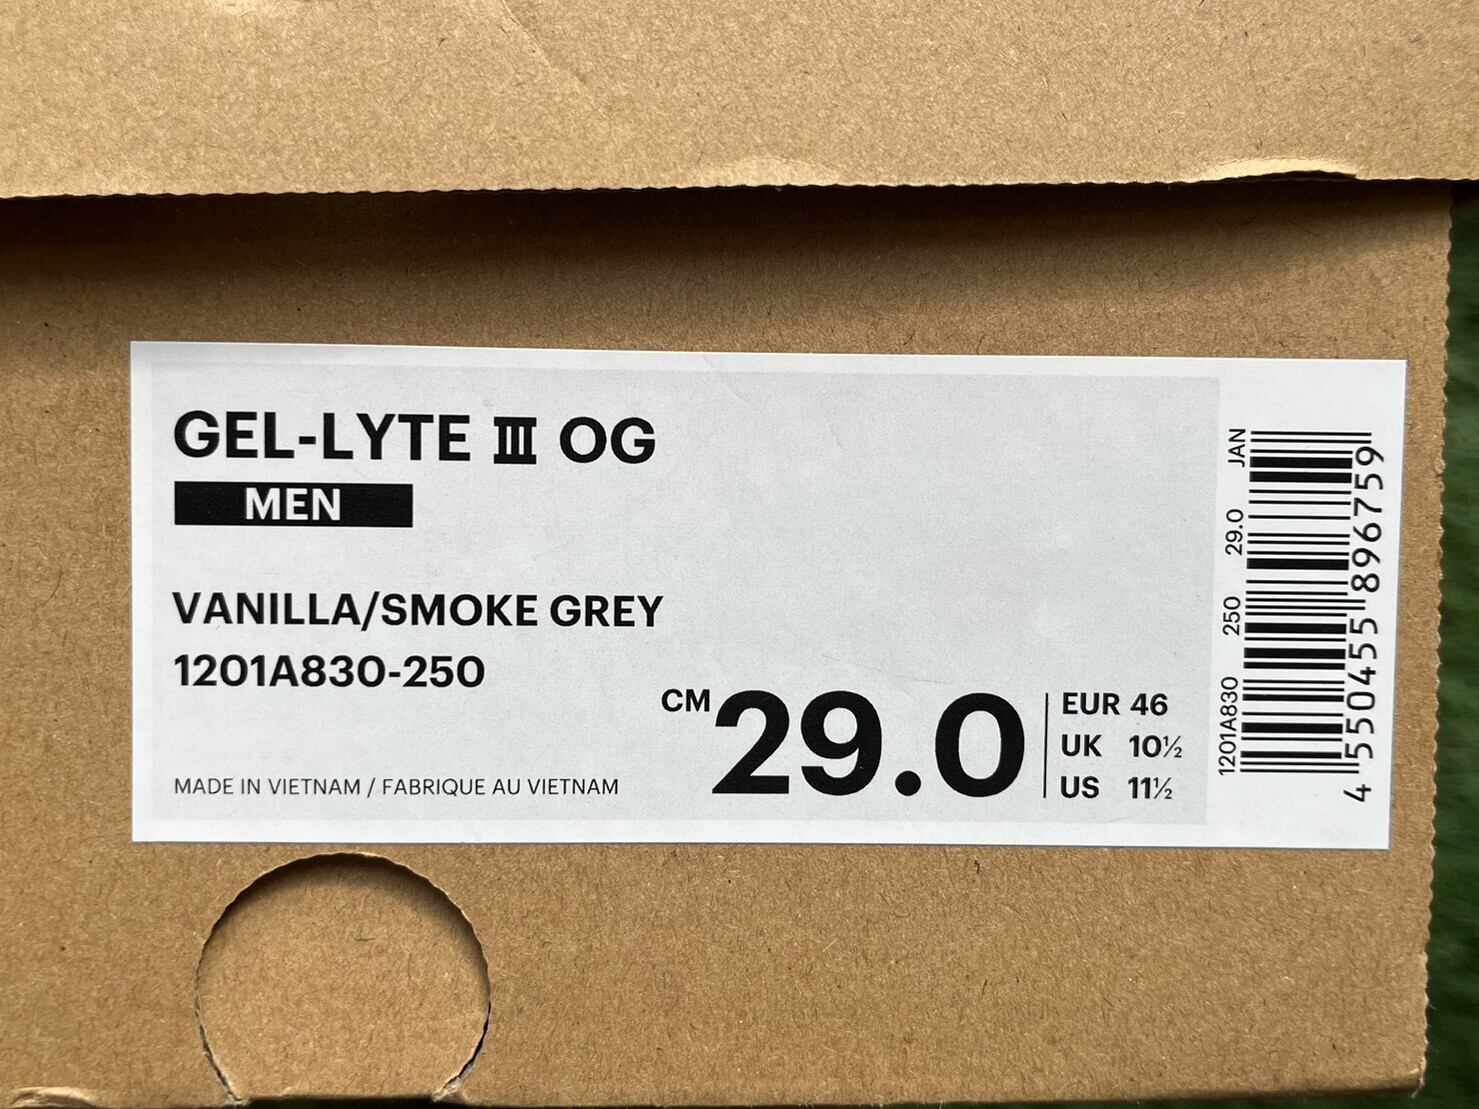 GEL-LYTE III OG
MEN
VANILLA/SMOKE GREY
1201A830-250
MADE IN VIETNAM / FABRIQUE AU VIETNAM
CM 29.0
EUR 46
UK 10½
US 11½
1201A830 250 29.0 JAN
4 550455 896759